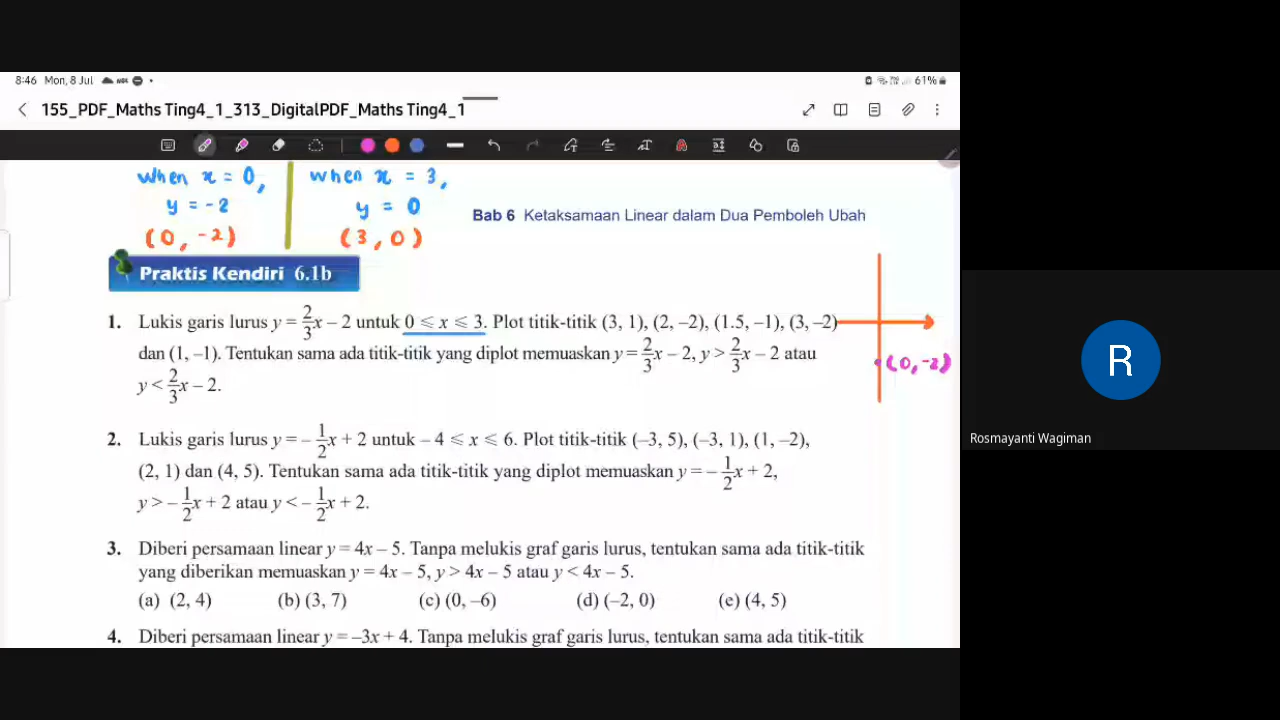 8:46 Mon, 8 Jul 61%
155_PDF_Maths Ting4_1_313_DigitalPDF_Maths Ting4_1
when x = 0, when x = 3,
y = -2 y = 0
(0, -2) (3, 0)
Bab 6 Ketaksamaan Linear dalam Dua Pemboleh Ubah
Praktis Kendiri 6.1b
1. Lukis garis lurus y = 2/3x – 2 untuk 0 ⩽ x ⩽ 3. Plot titik-titik (3, 1), (2, –2), (1.5, –1), (3, –2)
dan (1, –1). Tentukan sama ada titik-titik yang diplot memuaskan y = 2/3x – 2, y > 2/3x – 2 atau
y < 2/3x – 2.
(0, -2)
2. Lukis garis lurus y = – 1/2x + 2 untuk – 4 ⩽ x ⩽ 6. Plot titik-titik (–3, 5), (–3, 1), (1, –2),
(2, 1) dan (4, 5). Tentukan sama ada titik-titik yang diplot memuaskan y = – 1/2x + 2,
y > – 1/2x + 2 atau y < – 1/2x + 2.
3. Diberi persamaan linear y = 4x – 5. Tanpa melukis graf garis lurus, tentukan sama ada titik-titik
yang diberikan memuaskan y = 4x – 5, y > 4x – 5 atau y < 4x – 5.
(a) (2, 4) (b) (3, 7) (c) (0, –6) (d) (–2, 0) (e) (4, 5)
4. Diberi persamaan linear y = –3x + 4. Tanpa melukis graf garis lurus, tentukan sama ada titik-titik
R
Rosmayanti Wagiman